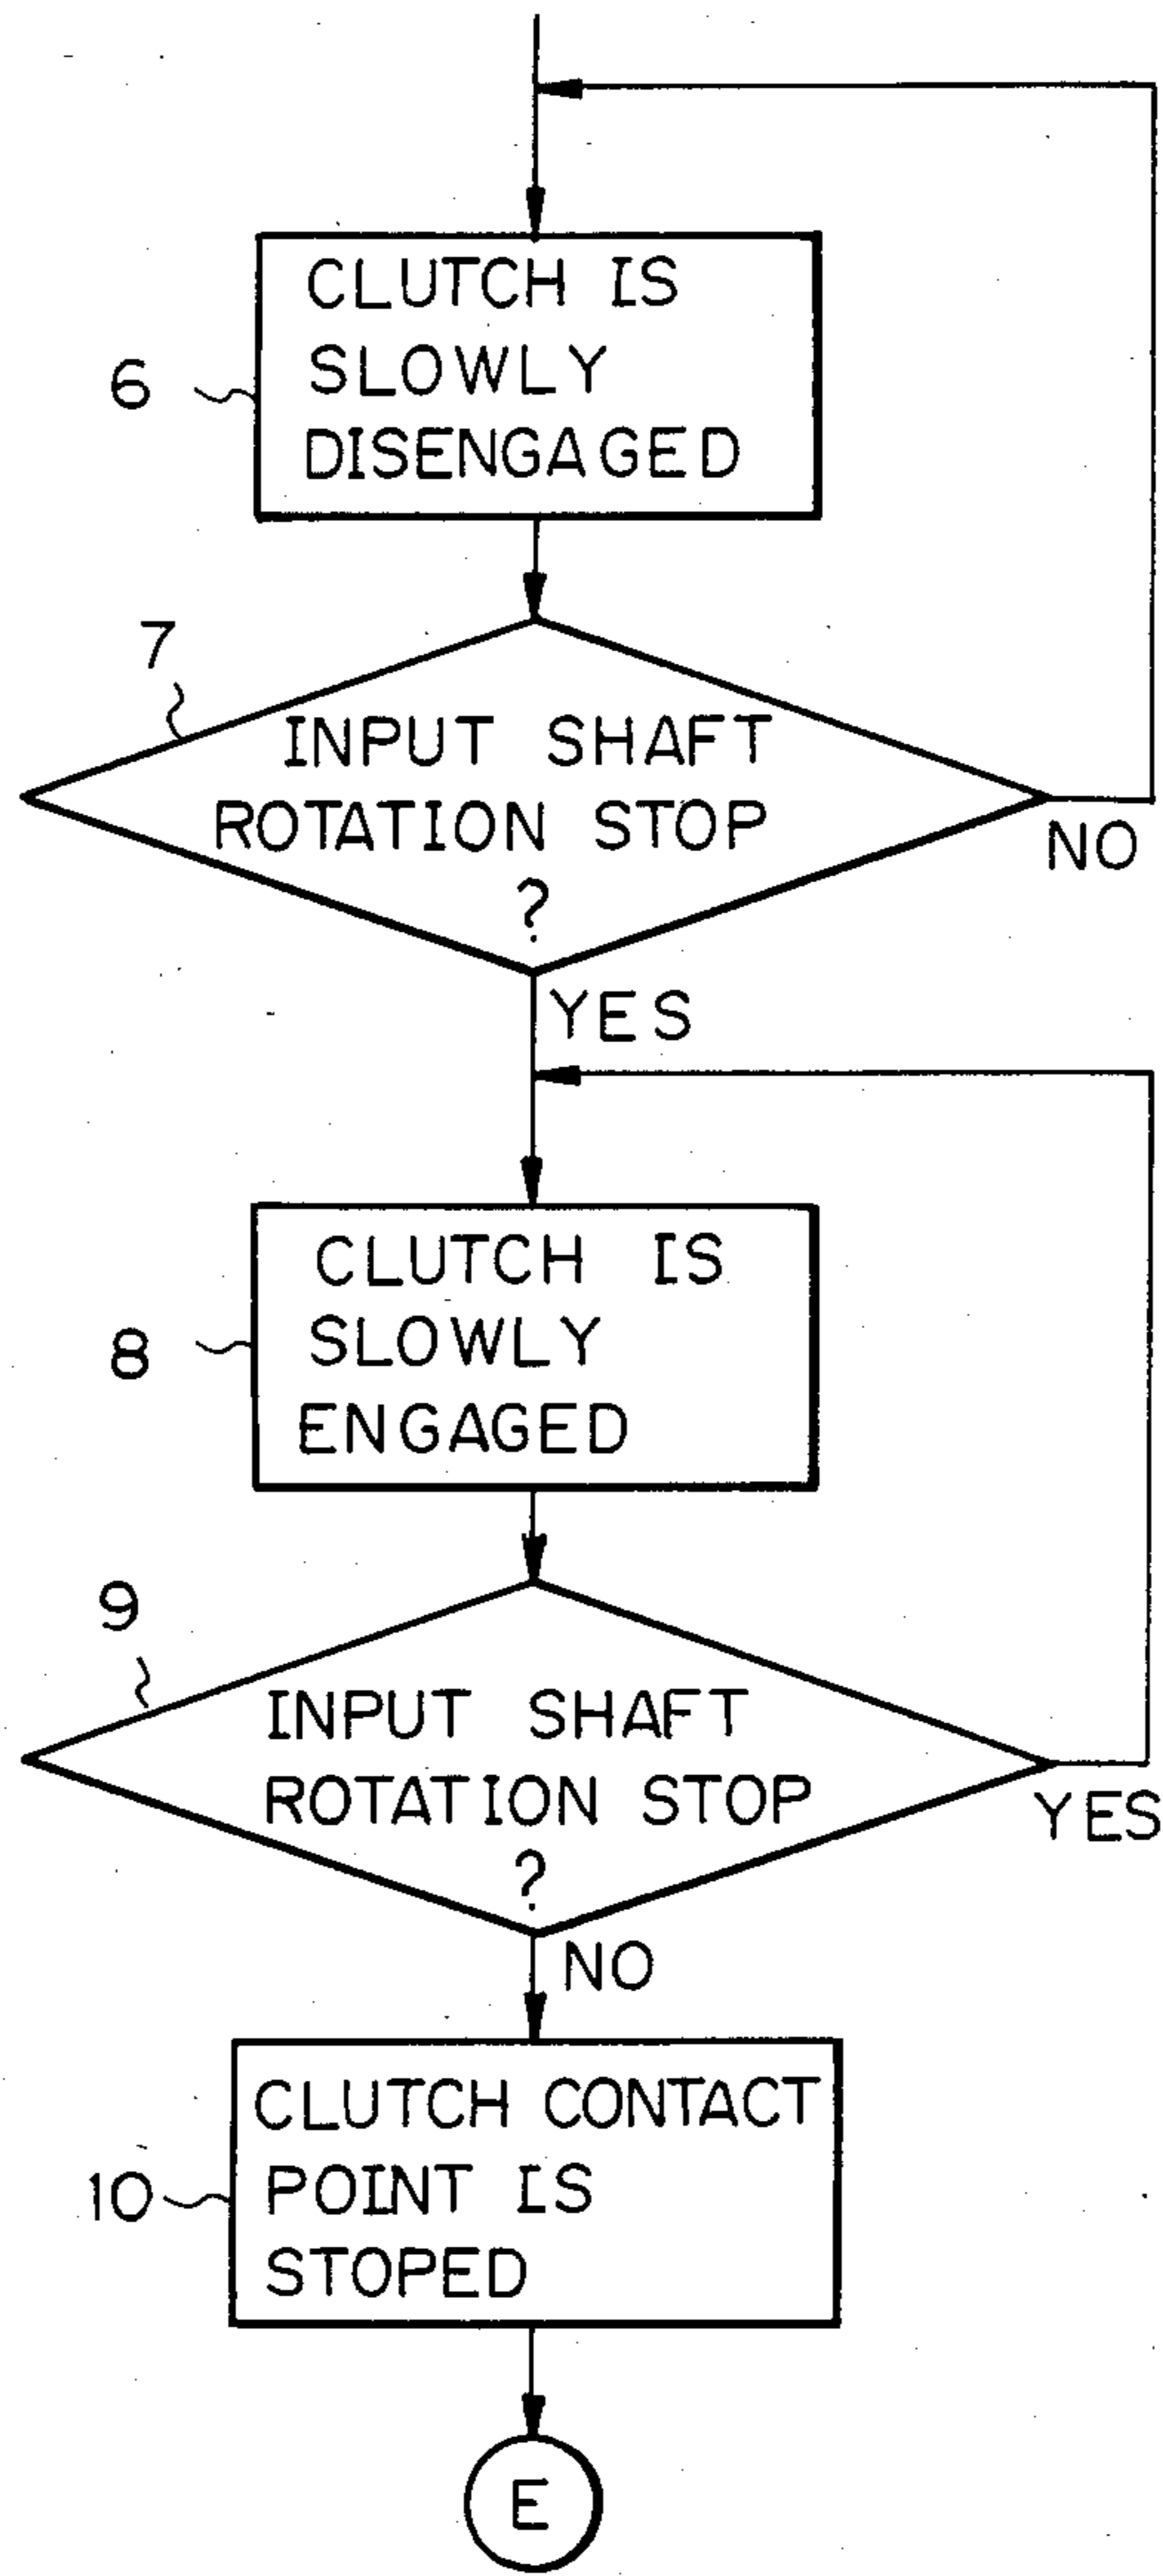 CLUTCH IS
SLOWLY
DISENGAGED
6
7
INPUT SHAFT
ROTATION STOP
?
NO
YES
CLUTCH IS
SLOWLY
ENGAGED
8
9
INPUT SHAFT
ROTATION STOP
?
YES
NO
CLUTCH CONTACT
POINT IS
STOPED
10
E